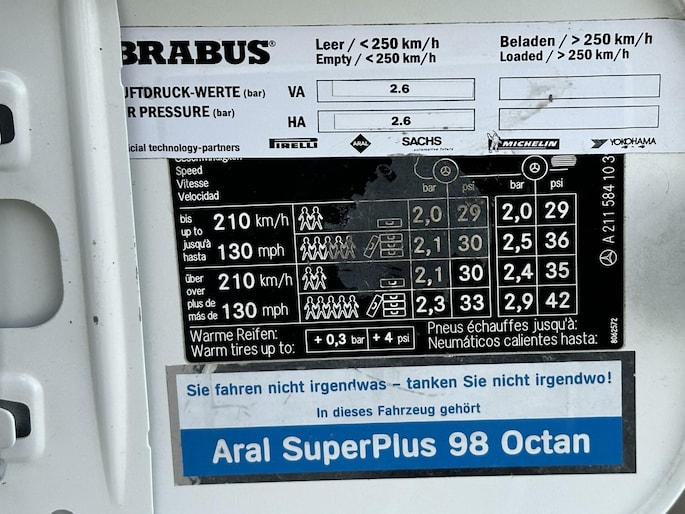 BRABUS®
Leer / < 250 km/h
Empty / < 250 km/h
Beladen / > 250 km/h
Loaded / > 250 km/h
UFTDRUCK-WERTE (bar) VA 2.6
R PRESSURE (bar) HA 2.6
cial technology-partners PIRELLI ARAL SACHS MICHELIN YOKOHAMA
Geschwindigkeit
Speed
Vitesse
Velocidad
bar psi bar psi
bis
up to
jusqu'à
hasta
210 km/h 2,0 29 2,0 29
130 mph 2,1 30 2,5 36
über
over
plus de
más de
210 km/h 2,1 30 2,4 35
130 mph 2,3 33 2,9 42
Warme Reifen:
Warm tires up to:
+ 0,3 bar + 4 psi
Pneus échauffes jusqu'à:
Neumáticos calientes hasta:
A 211 584 10 3
8062572
Sie fahren nicht irgendwas – tanken Sie nicht irgendwo!
In dieses Fahrzeug gehört
Aral SuperPlus 98 Octan